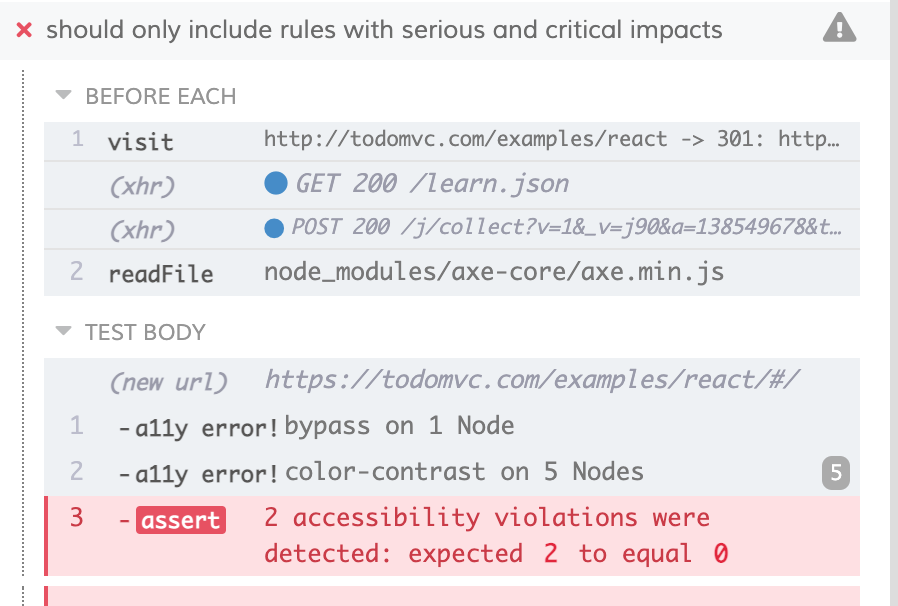 should only include rules with serious and critical impacts
BEFORE EACH
1 visit http://todomvc.com/examples/react -> 301: http…
(xhr) GET 200 /learn.json
(xhr) POST 200 /j/collect?v=1&_v=j90&a=138549678&t…
2 readFile node_modules/axe-core/axe.min.js
TEST BODY
(new url) https://todomvc.com/examples/react/#/
1 -a11y error! bypass on 1 Node
2 -a11y error! color-contrast on 5 Nodes 5
3 -assert 2 accessibility violations were
detected: expected 2 to equal 0